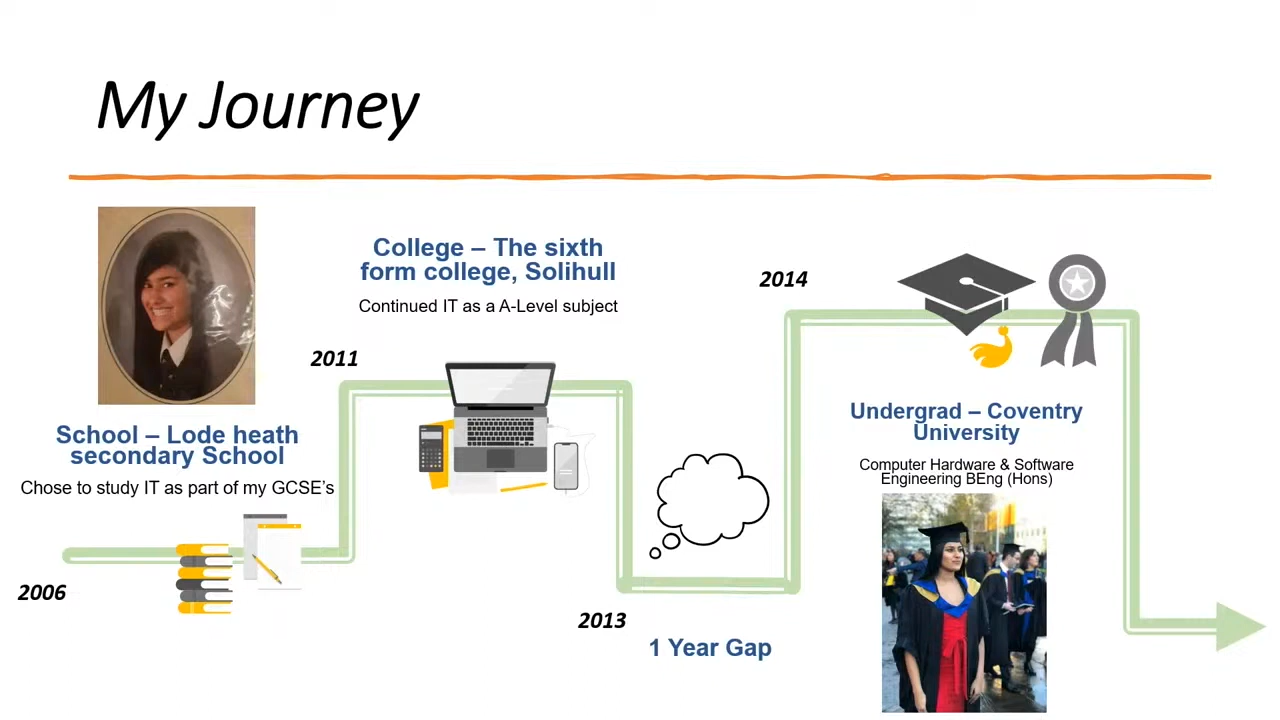 My Journey
College – The sixth
form college, Solihull
Continued IT as a A-Level subject
2014
2011
School – Lode heath
secondary School
Chose to study IT as part of my GCSE’s
Undergrad – Coventry
University
Computer Hardware & Software
Engineering BEng (Hons)
2006
2013
1 Year Gap